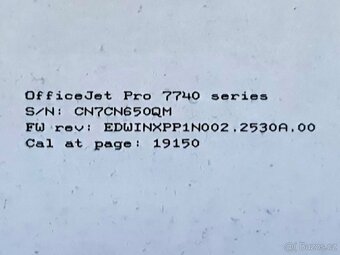 OfficeJet Pro 7740 series
S/N: CN7CN650QM
FW rev: EDWINXPP1N002.2530A.00
Cal at page: 19150